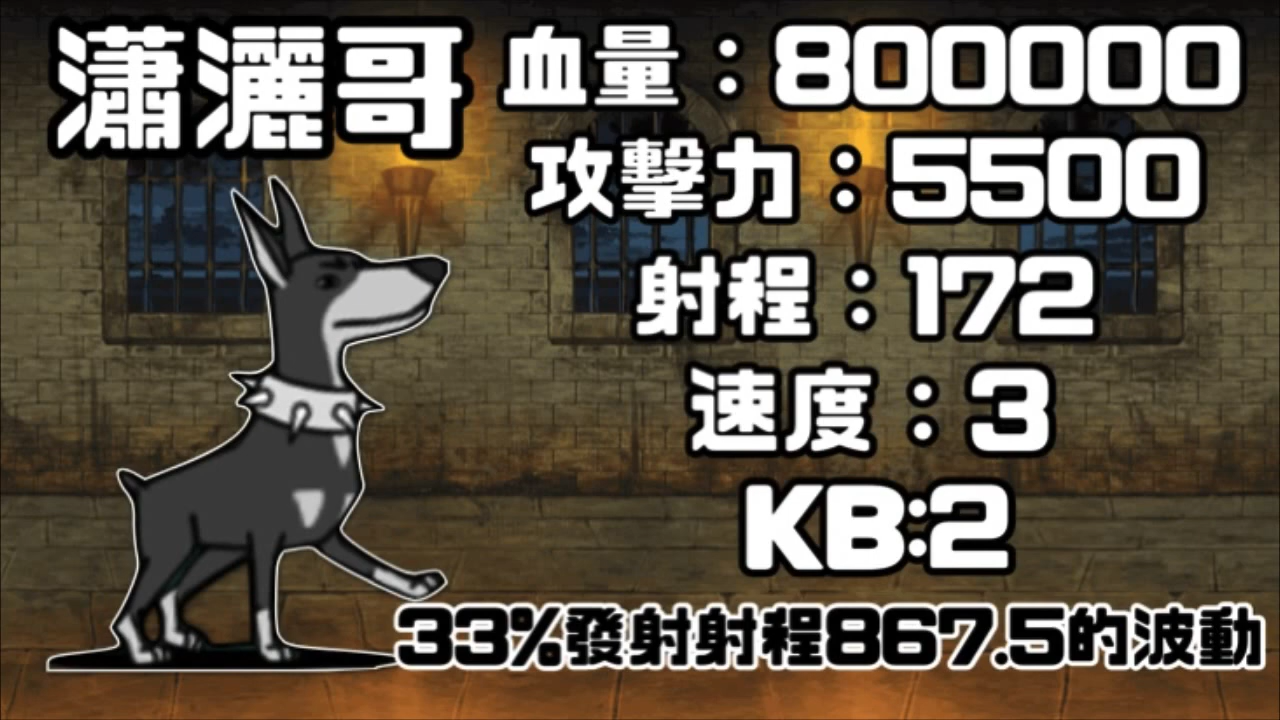 瀟灑哥
血量：800000
攻擊力：5500
射程：172
速度：3
KB:2
33%發射射程867.5的波動